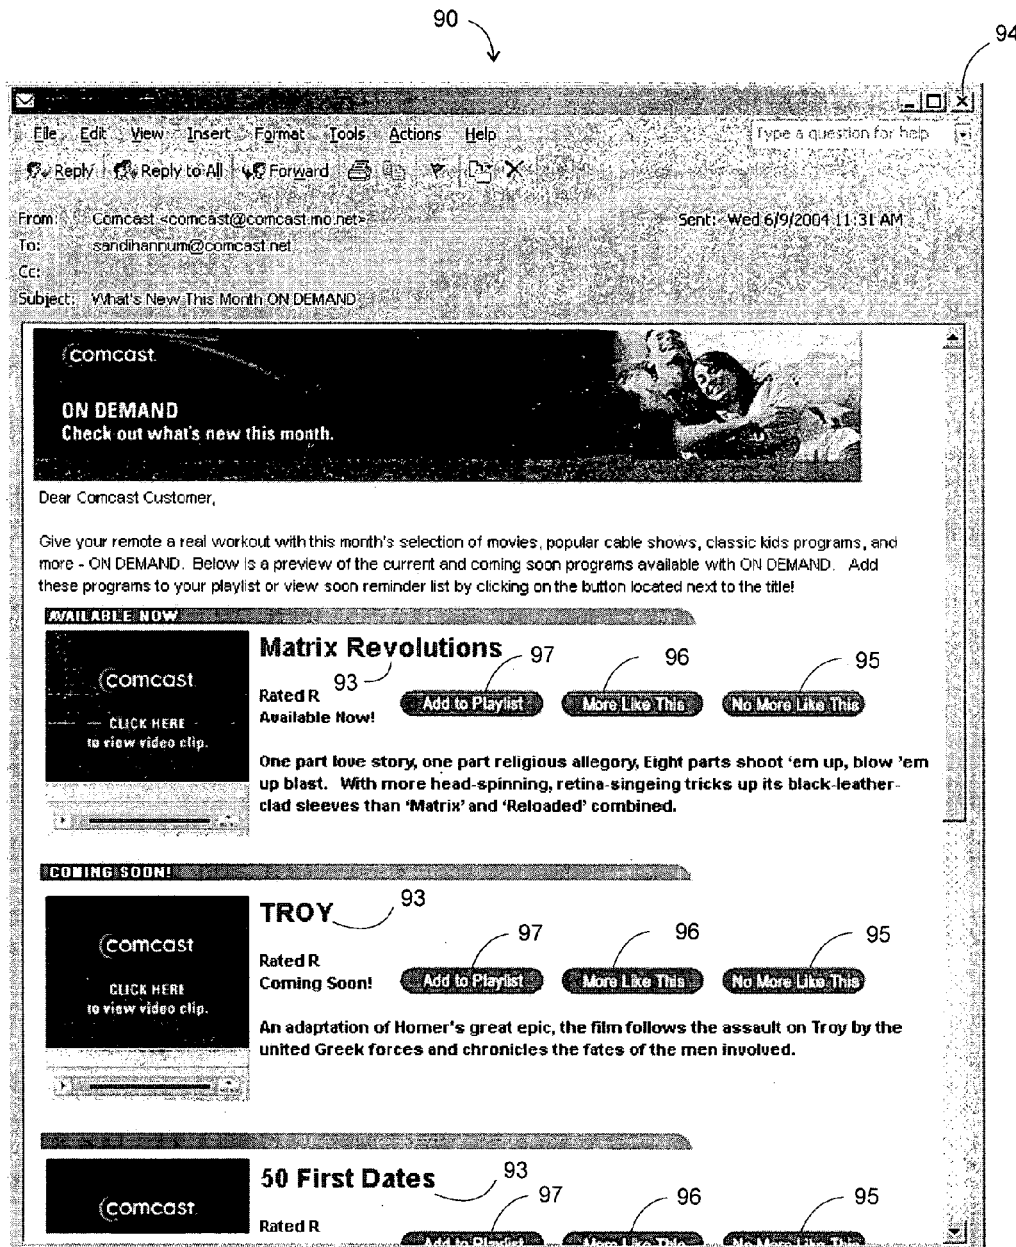 90
94
File Edit View Insert Format Tools Actions Help Type a question for help
Reply Reply to All Forward
From: Comcast <comcast@comcast.mo.net> Sent: Wed 6/9/2004 11:31 AM
To: sandihannum@comcast.net
Cc:
Subject: What's New This Month ON DEMAND
comcast
ON DEMAND
Check out what's new this month.
Dear Comcast Customer,
Give your remote a real workout with this month's selection of movies, popular cable shows, classic kids programs, and
more - ON DEMAND. Below is a preview of the current and coming soon programs available with ON DEMAND. Add
these programs to your playlist or view soon reminder list by clicking on the button located next to the title!
AVAILABLE NOW
comcast
CLICK HERE
to view video clip.
Matrix Revolutions
93 97 96 95
Rated R
Available Now!
Add to Playlist More Like This No More Like This
One part love story, one part religious allegory, Eight parts shoot 'em up, blow 'em
up blast. With more head-spinning, retina-singeing tricks up its black-leather-
clad sleeves than 'Matrix' and 'Reloaded' combined.
COMING SOON!
comcast
CLICK HERE
to view video clip.
TROY
93
97 96 95
Rated R
Coming Soon!
Add to Playlist More Like This No More Like This
An adaptation of Homer's great epic, the film follows the assault on Troy by the
united Greek forces and chronicles the fates of the men involved.
comcast
50 First Dates
93
97 96 95
Rated R
Add to Playlist More Like This No More Like This